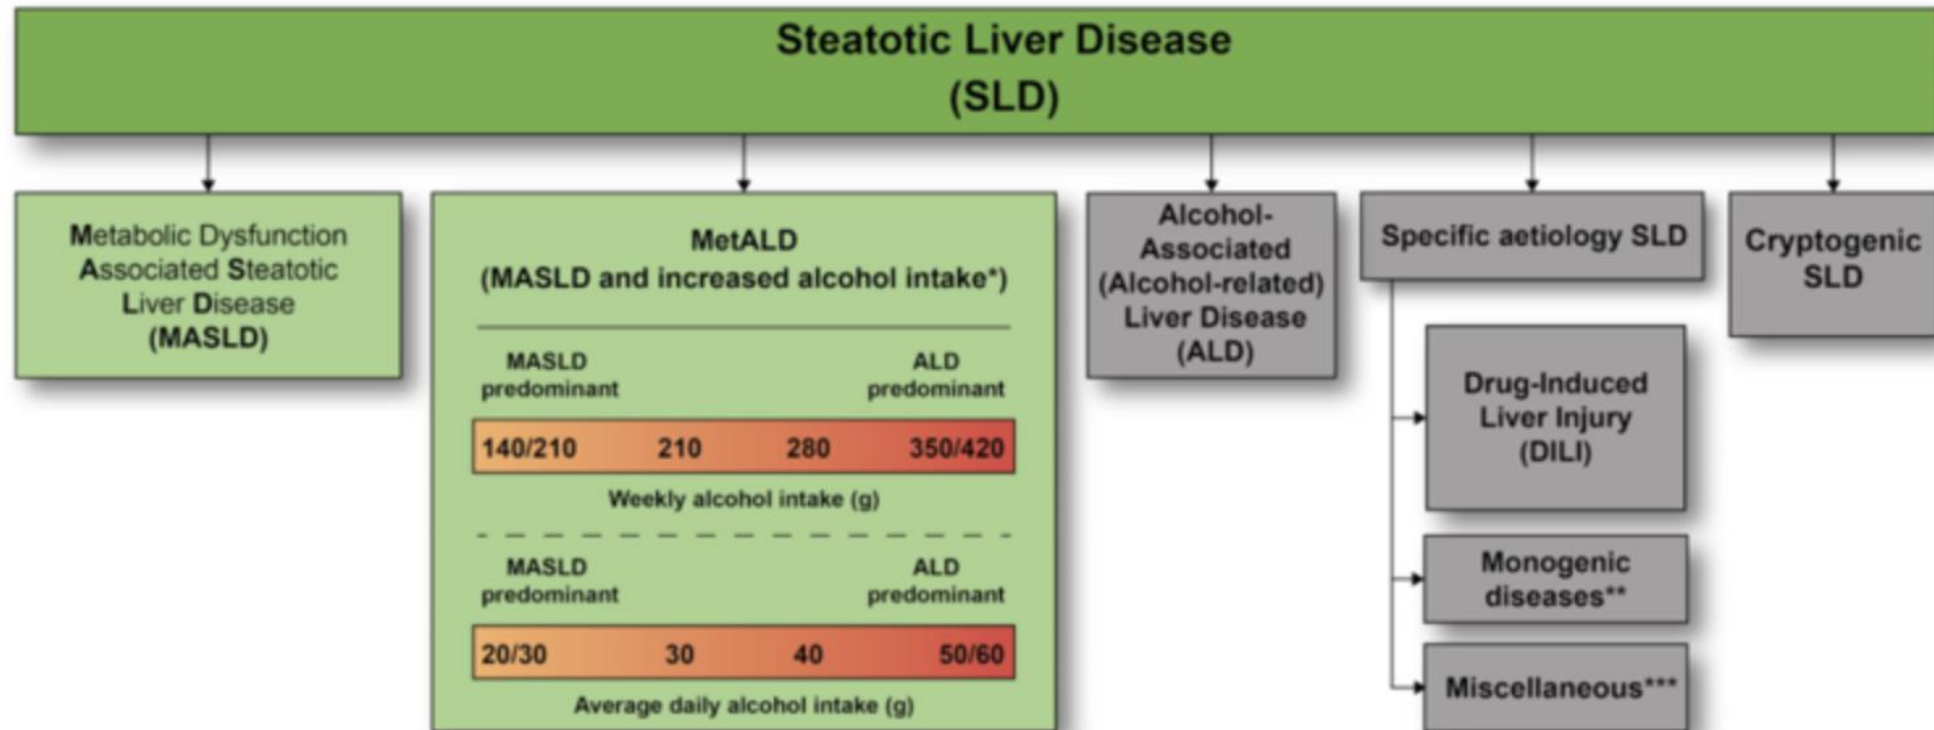 Steatotic Liver Disease
(SLD)
Metabolic Dysfunction
Associated Steatotic
Liver Disease
(MASLD)
MetALD
(MASLD and increased alcohol intake*)
MASLD
predominant
ALD
predominant
140/210 210 280 350/420
Weekly alcohol intake (g)
MASLD
predominant
ALD
predominant
20/30 30 40 50/60
Average daily alcohol intake (g)
Alcohol-
Associated
(Alcohol-related)
Liver Disease
(ALD)
Specific aetiology SLD
Drug-Induced
Liver Injury
(DILI)
Monogenic
diseases**
Miscellaneous***
Cryptogenic
SLD